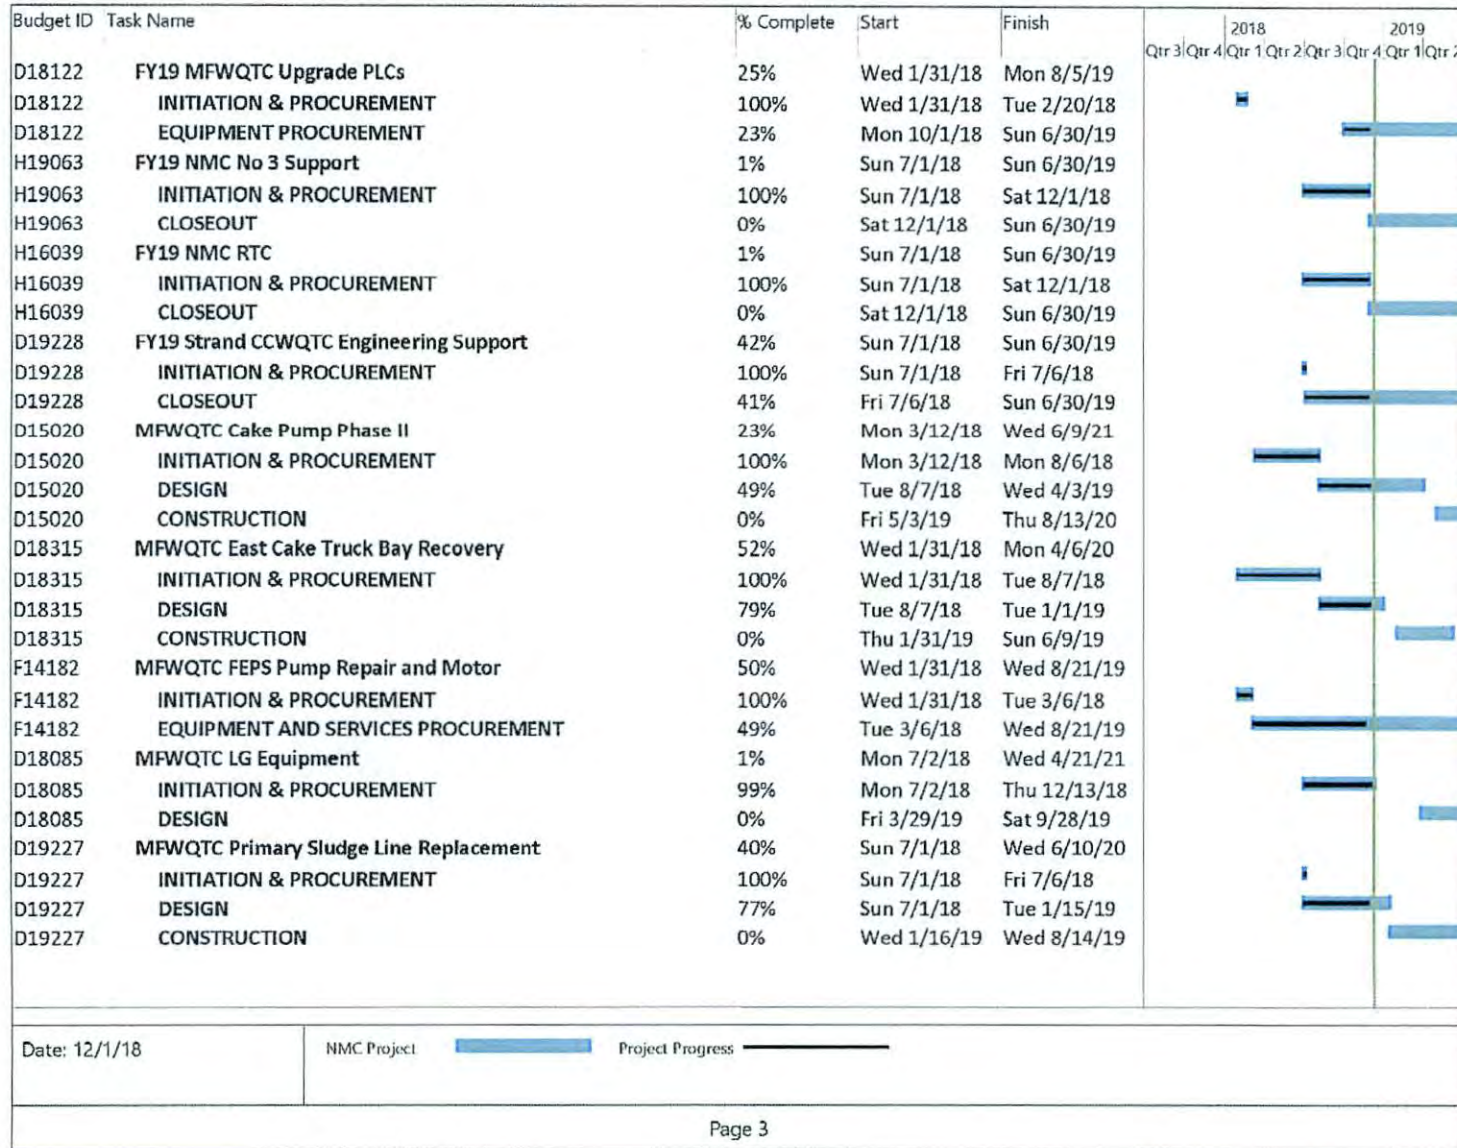 Budget ID Task Name % Complete Start Finish 2018 2019
Qtr 3 Qtr 4 Qtr 1 Qtr 2 Qtr 3 Qtr 4 Qtr 1 Qtr 2
D18122 FY19 MFWQTC Upgrade PLCs 25% Wed 1/31/18 Mon 8/5/19
D18122 INITIATION & PROCUREMENT 100% Wed 1/31/18 Tue 2/20/18
D18122 EQUIPMENT PROCUREMENT 23% Mon 10/1/18 Sun 6/30/19
H19063 FY19 NMC No 3 Support 1% Sun 7/1/18 Sun 6/30/19
H19063 INITIATION & PROCUREMENT 100% Sun 7/1/18 Sat 12/1/18
H19063 CLOSEOUT 0% Sat 12/1/18 Sun 6/30/19
H16039 FY19 NMC RTC 1% Sun 7/1/18 Sun 6/30/19
H16039 INITIATION & PROCUREMENT 100% Sun 7/1/18 Sat 12/1/18
H16039 CLOSEOUT 0% Sat 12/1/18 Sun 6/30/19
D19228 FY19 Strand CCWQTC Engineering Support 42% Sun 7/1/18 Sun 6/30/19
D19228 INITIATION & PROCUREMENT 100% Sun 7/1/18 Fri 7/6/18
D19228 CLOSEOUT 41% Fri 7/6/18 Sun 6/30/19
D15020 MFWQTC Cake Pump Phase II 23% Mon 3/12/18 Wed 6/9/21
D15020 INITIATION & PROCUREMENT 100% Mon 3/12/18 Mon 8/6/18
D15020 DESIGN 49% Tue 8/7/18 Wed 4/3/19
D15020 CONSTRUCTION 0% Fri 5/3/19 Thu 8/13/20
D18315 MFWQTC East Cake Truck Bay Recovery 52% Wed 1/31/18 Mon 4/6/20
D18315 INITIATION & PROCUREMENT 100% Wed 1/31/18 Tue 8/7/18
D18315 DESIGN 79% Tue 8/7/18 Tue 1/1/19
D18315 CONSTRUCTION 0% Thu 1/31/19 Sun 6/9/19
F14182 MFWQTC FEPS Pump Repair and Motor 50% Wed 1/31/18 Wed 8/21/19
F14182 INITIATION & PROCUREMENT 100% Wed 1/31/18 Tue 3/6/18
F14182 EQUIPMENT AND SERVICES PROCUREMENT 49% Tue 3/6/18 Wed 8/21/19
D18085 MFWQTC LG Equipment 1% Mon 7/2/18 Wed 4/21/21
D18085 INITIATION & PROCUREMENT 99% Mon 7/2/18 Thu 12/13/18
D18085 DESIGN 0% Fri 3/29/19 Sat 9/28/19
D19227 MFWQTC Primary Sludge Line Replacement 40% Sun 7/1/18 Wed 6/10/20
D19227 INITIATION & PROCUREMENT 100% Sun 7/1/18 Fri 7/6/18
D19227 DESIGN 77% Sun 7/1/18 Tue 1/15/19
D19227 CONSTRUCTION 0% Wed 1/16/19 Wed 8/14/19
Date: 12/1/18 NMC Project Project Progress
Page 3